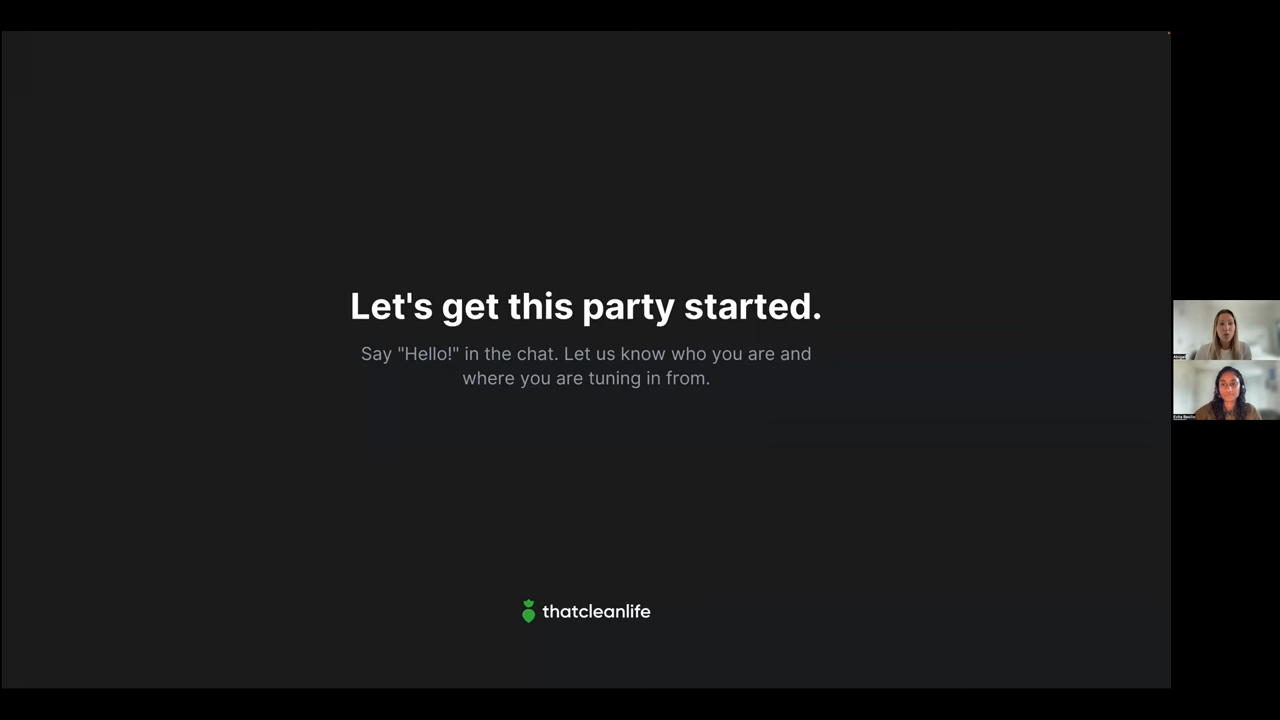 Let's get this party started.
Say "Hello!" in the chat. Let us know who you are and
where you are tuning in from.
thatcleanlife